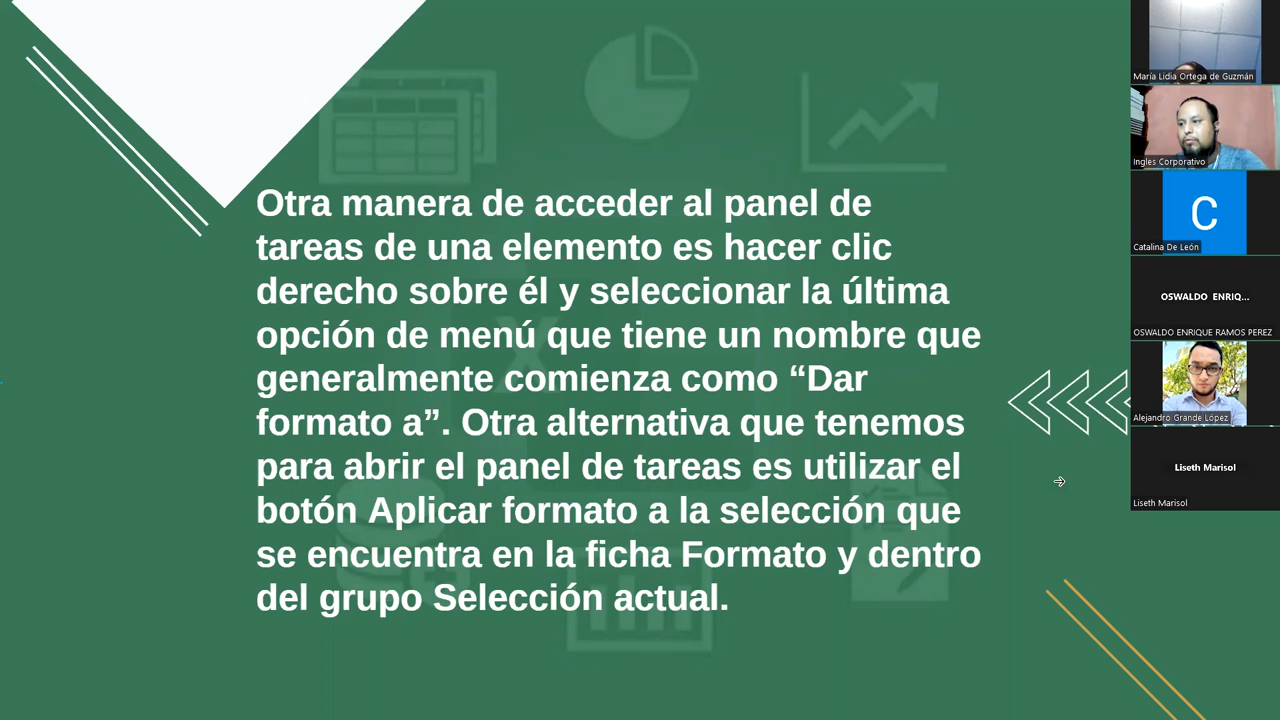 Otra manera de acceder al panel de
tareas de una elemento es hacer clic
derecho sobre él y seleccionar la última
opción de menú que tiene un nombre que
generalmente comienza como “Dar
formato a”. Otra alternativa que tenemos
para abrir el panel de tareas es utilizar el
botón Aplicar formato a la selección que
se encuentra en la ficha Formato y dentro
del grupo Selección actual.
María Lidia Ortega de Guzmán
Ingles Corporativo
C
Catalina De León
OSWALDO ENRIQ...
OSWALDO ENRIQUE RAMOS PEREZ
Alejandro Grande López
Liseth Marisol
Liseth Marisol